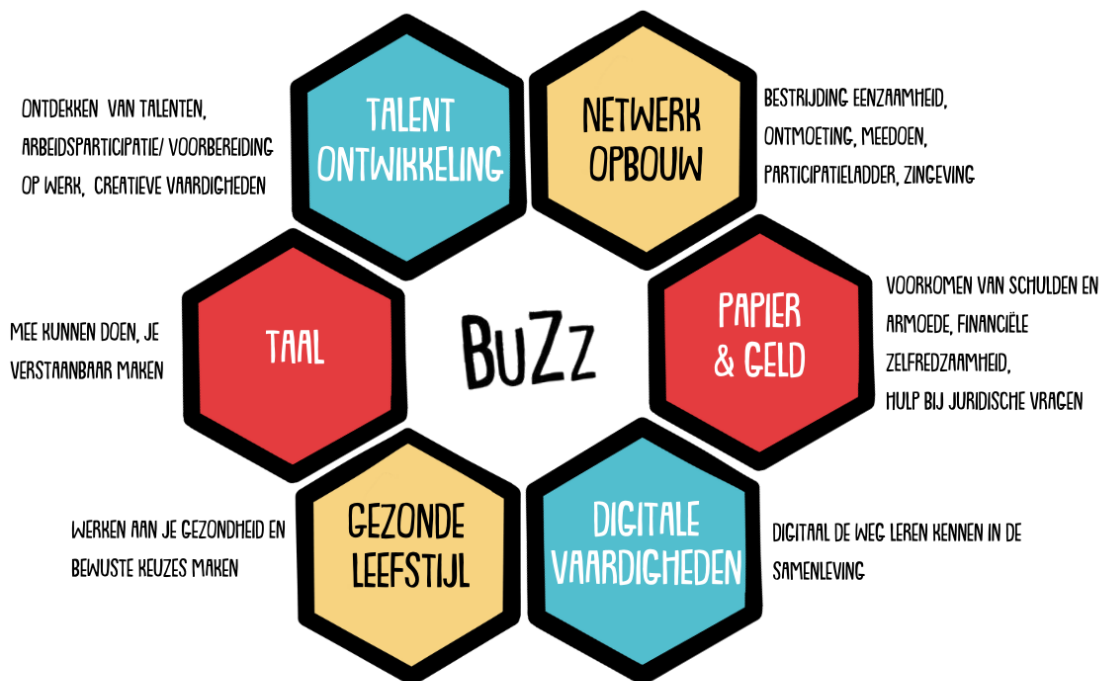 ONTDEKKEN VAN TALENTEN,
ARBEIDSPARTICIPATIE/ VOORBEREIDING
OP WERK, CREATIEVE VAARDIGHEDEN
TALENT
ONTWIKKELING
NETWERK
OPBOUW
BESTRIJDING EENZAAMHEID,
ONTMOETING, MEEDOEN,
PARTICIPATIELADDER, ZINGEVING
MEE KUNNEN DOEN, JE
VERSTAANBAAR MAKEN
TAAL
BuZz
PAPIER
& GELD
VOORKOMEN VAN SCHULDEN EN
ARMOEDE, FINANCIËLE
ZELFREDZAAMHEID,
HULP BIJ JURIDISCHE VRAGEN
WERKEN AAN JE GEZONDHEID EN
BEWUSTE KEUZES MAKEN
GEZONDE
LEEFSTIJL
DIGITALE
VAARDIGHEDEN
DIGITAAL DE WEG LEREN KENNEN IN DE
SAMENLEVING